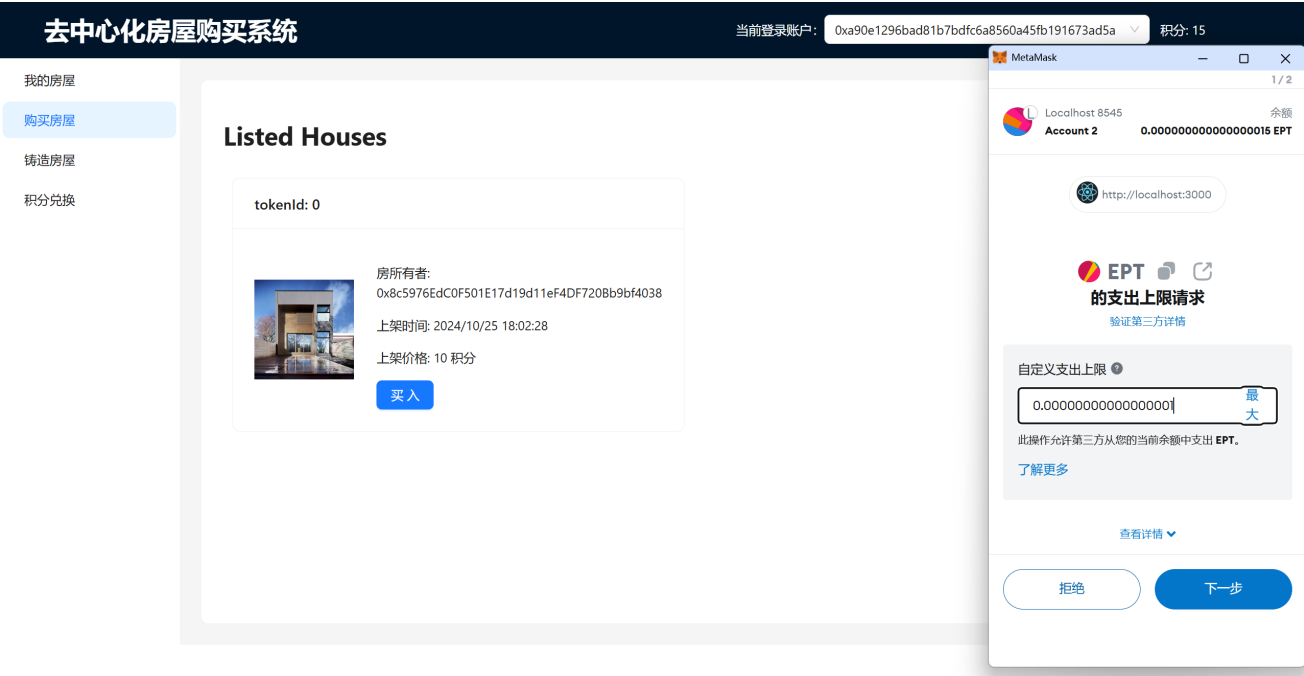 去中心化房屋购买系统
当前登录账户: 0xa90e1296bad81b7bdfc6a8560a45fb191673ad5a 积分: 15
我的房屋
购买房屋
铸造房屋
积分兑换
Listed Houses
tokenId: 0
房所有者:
0x8c5976EdC0F501E17d19d11eF4DF720Bb9bf4038
上架时间: 2024/10/25 18:02:28
上架价格: 10 积分
买 入
MetaMask
1 / 2
L Localhost 8545 余额
Account 2 0.000000000000000015 EPT
http://localhost:3000
EPT
的支出上限请求
验证第三方详情
自定义支出上限
0.00000000000000001 最
大
此操作允许第三方从您的当前余额中支出 EPT。
了解更多
查看详情
拒绝 下一步